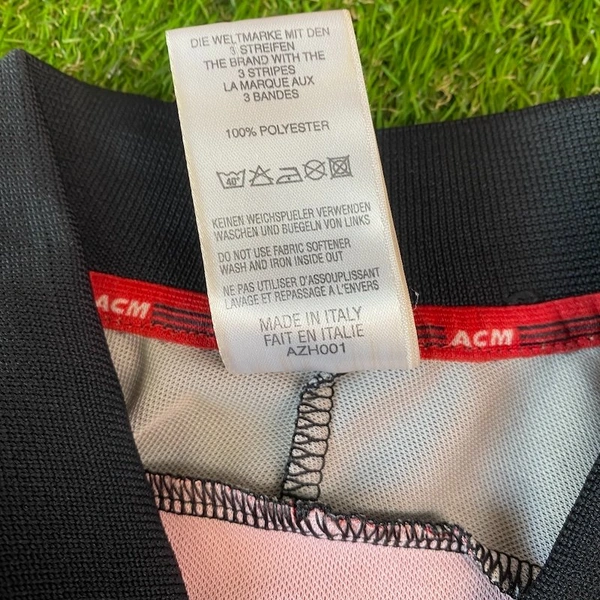 DIE WELTMARKE MIT DEN
3 STREIFEN
THE BRAND WITH THE
3 STRIPES
LA MARQUE AUX
3 BANDES
100% POLYESTER
40°
KEINEN WEICHSPUELER VERWENDEN
WASCHEN UND BUEGELN VON LINKS
DO NOT USE FABRIC SOFTENER
WASH AND IRON INSIDE OUT
NE PAS UTILISER D'ASSOUPLISSANT
LAVAGE ET REPASSAGE A L'ENVERS
MADE IN ITALY
FAIT EN ITALIE
AZH001
ACM
ACM